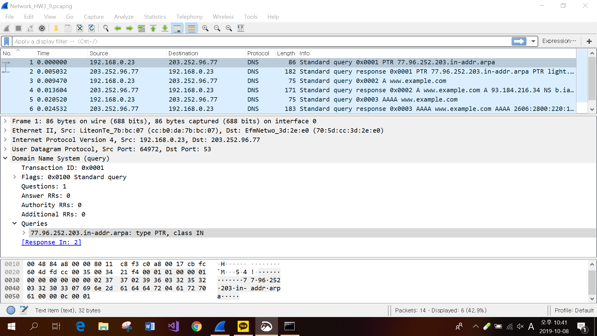 Network_HW3_9.pcapng
File Edit View Go Capture Analyze Statistics Telephony Wireless Tools Help
Apply a display filter ... <Ctrl-/> Expression… +
No. Time Source Destination Protocol Length Info
1 0.000000 192.168.0.23 203.252.96.77 DNS 86 Standard query 0x0001 PTR 77.96.252.203.in-addr.arpa
2 0.005032 203.252.96.77 192.168.0.23 DNS 182 Standard query response 0x0001 PTR 77.96.252.203.in-addr.arpa PTR light....
3 0.009470 192.168.0.23 203.252.96.77 DNS 75 Standard query 0x0002 A www.example.com
4 0.013604 203.252.96.77 192.168.0.23 DNS 171 Standard query response 0x0002 A www.example.com A 93.184.216.34 NS b.ia...
5 0.020520 192.168.0.23 203.252.96.77 DNS 75 Standard query 0x0003 AAAA www.example.com
6 0.024532 203.252.96.77 192.168.0.23 DNS 183 Standard query response 0x0003 AAAA www.example.com AAAA 2606:2800:220:1...
Frame 1: 86 bytes on wire (688 bits), 86 bytes captured (688 bits) on interface 0
Ethernet II, Src: LiteonTe_7b:bc:07 (cc:b0:da:7b:bc:07), Dst: EfmNetwo_3d:2e:e0 (70:5d:cc:3d:2e:e0)
Internet Protocol Version 4, Src: 192.168.0.23, Dst: 203.252.96.77
User Datagram Protocol, Src Port: 64972, Dst Port: 53
Domain Name System (query)
Transaction ID: 0x0001
Flags: 0x0100 Standard query
Questions: 1
Answer RRs: 0
Authority RRs: 0
Additional RRs: 0
Queries
77.96.252.203.in-addr.arpa: type PTR, class IN
[Response In: 2]
0010 00 48 84 a8 00 00 80 11 c8 f3 c0 a8 00 17 cb fc
0020 60 4d fd cc 00 35 00 34 21 f4 00 01 01 00 00 01
0030 00 00 00 00 00 00 02 37 37 02 39 36 03 32 35 32
0040 03 32 30 33 07 69 6e 2d 61 64 64 72 04 61 72 70
0050 61 00 00 0c 00 01
Text item (text), 32 bytes Packets: 14 · Displayed: 6 (42.9%) Profile: Default
오후 10:41
2019-10-08